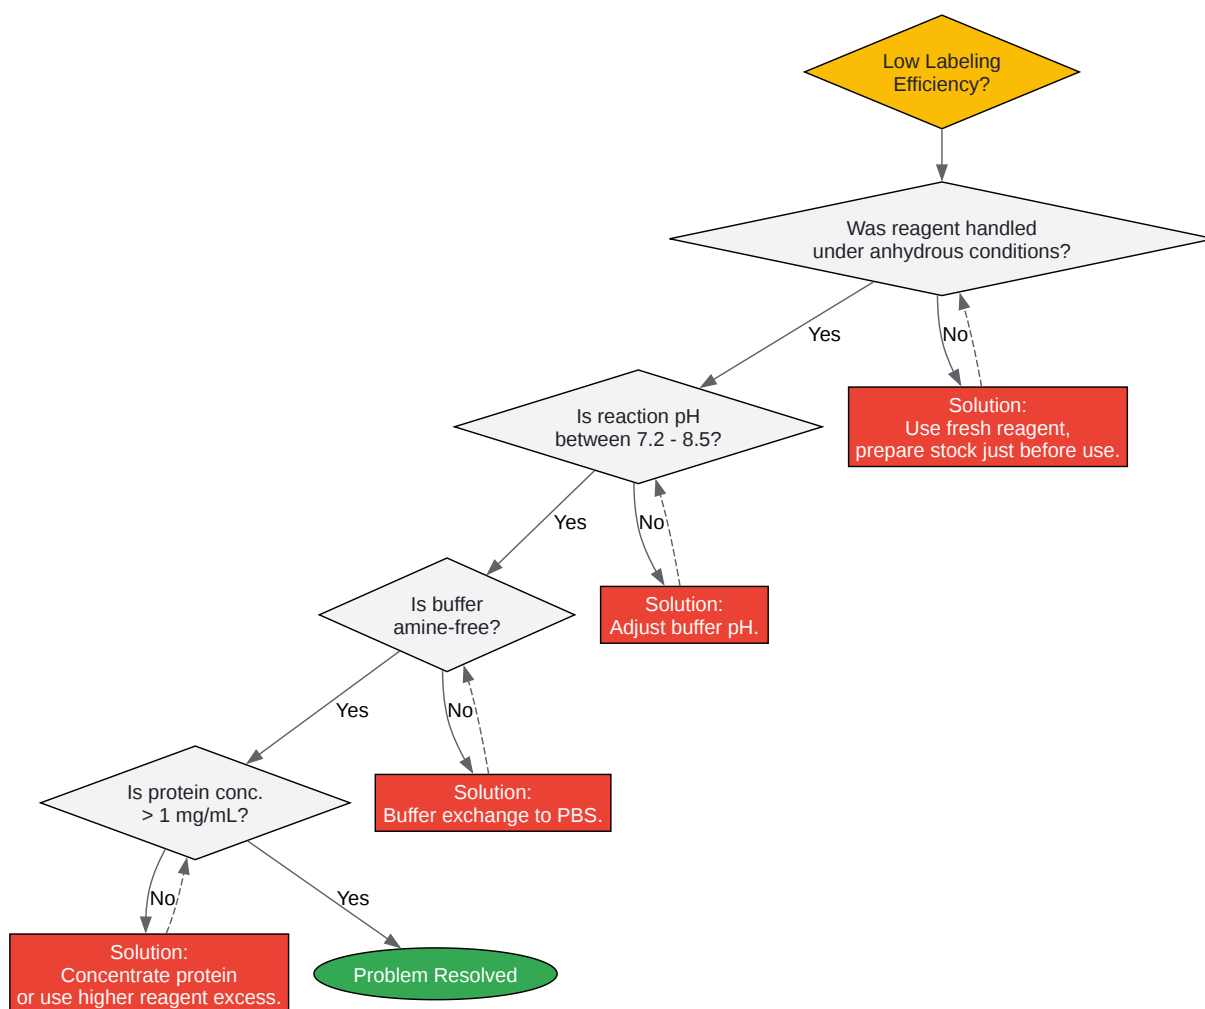 Low Labeling
Efficiency?
Was reagent handled
under anhydrous conditions?
Yes
No
Solution:
Use fresh reagent,
prepare stock just before use.
Is reaction pH
between 7.2 - 8.5?
Yes
No
Solution:
Adjust buffer pH.
Is buffer
amine-free?
Yes
No
Solution:
Buffer exchange to PBS.
Is protein conc.
> 1 mg/mL?
No
Yes
Solution:
Concentrate protein
or use higher reagent excess.
Problem Resolved